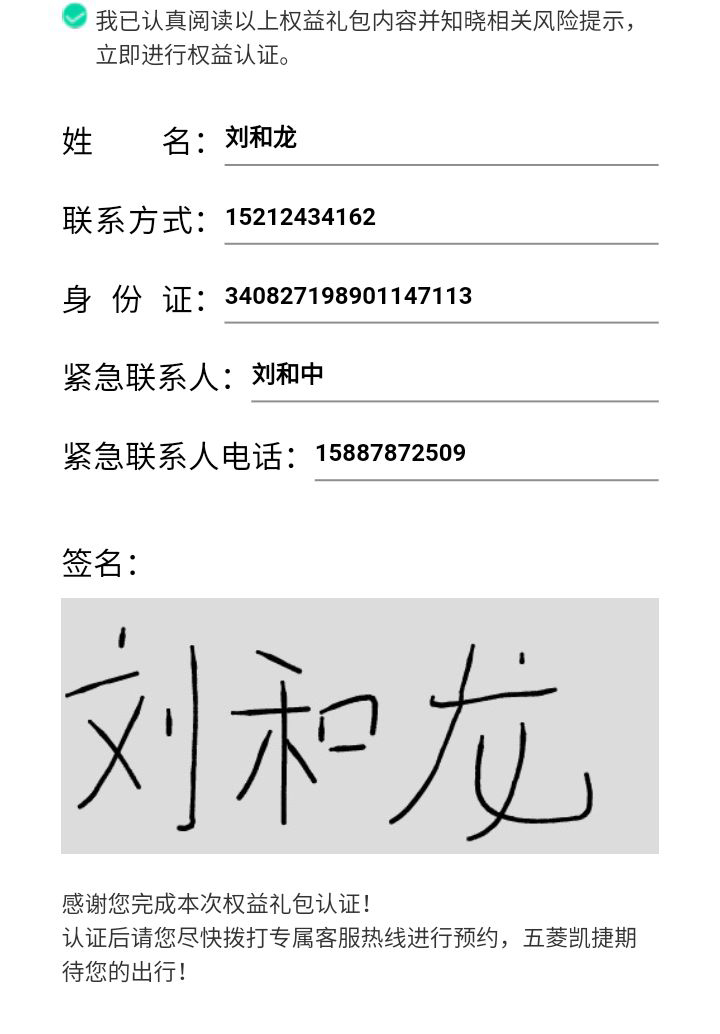 我已认真阅读以上权益礼包内容并知晓相关风险提示，
立即进行权益认证。
姓名：刘和龙
联系方式：15212434162
身份证：340827198901147113
紧急联系人：刘和中
紧急联系人电话：15887872509
签名：
刘和龙
感谢您完成本次权益礼包认证！
认证后请您尽快拨打专属客服热线进行预约，五菱凯捷期
待您的出行！